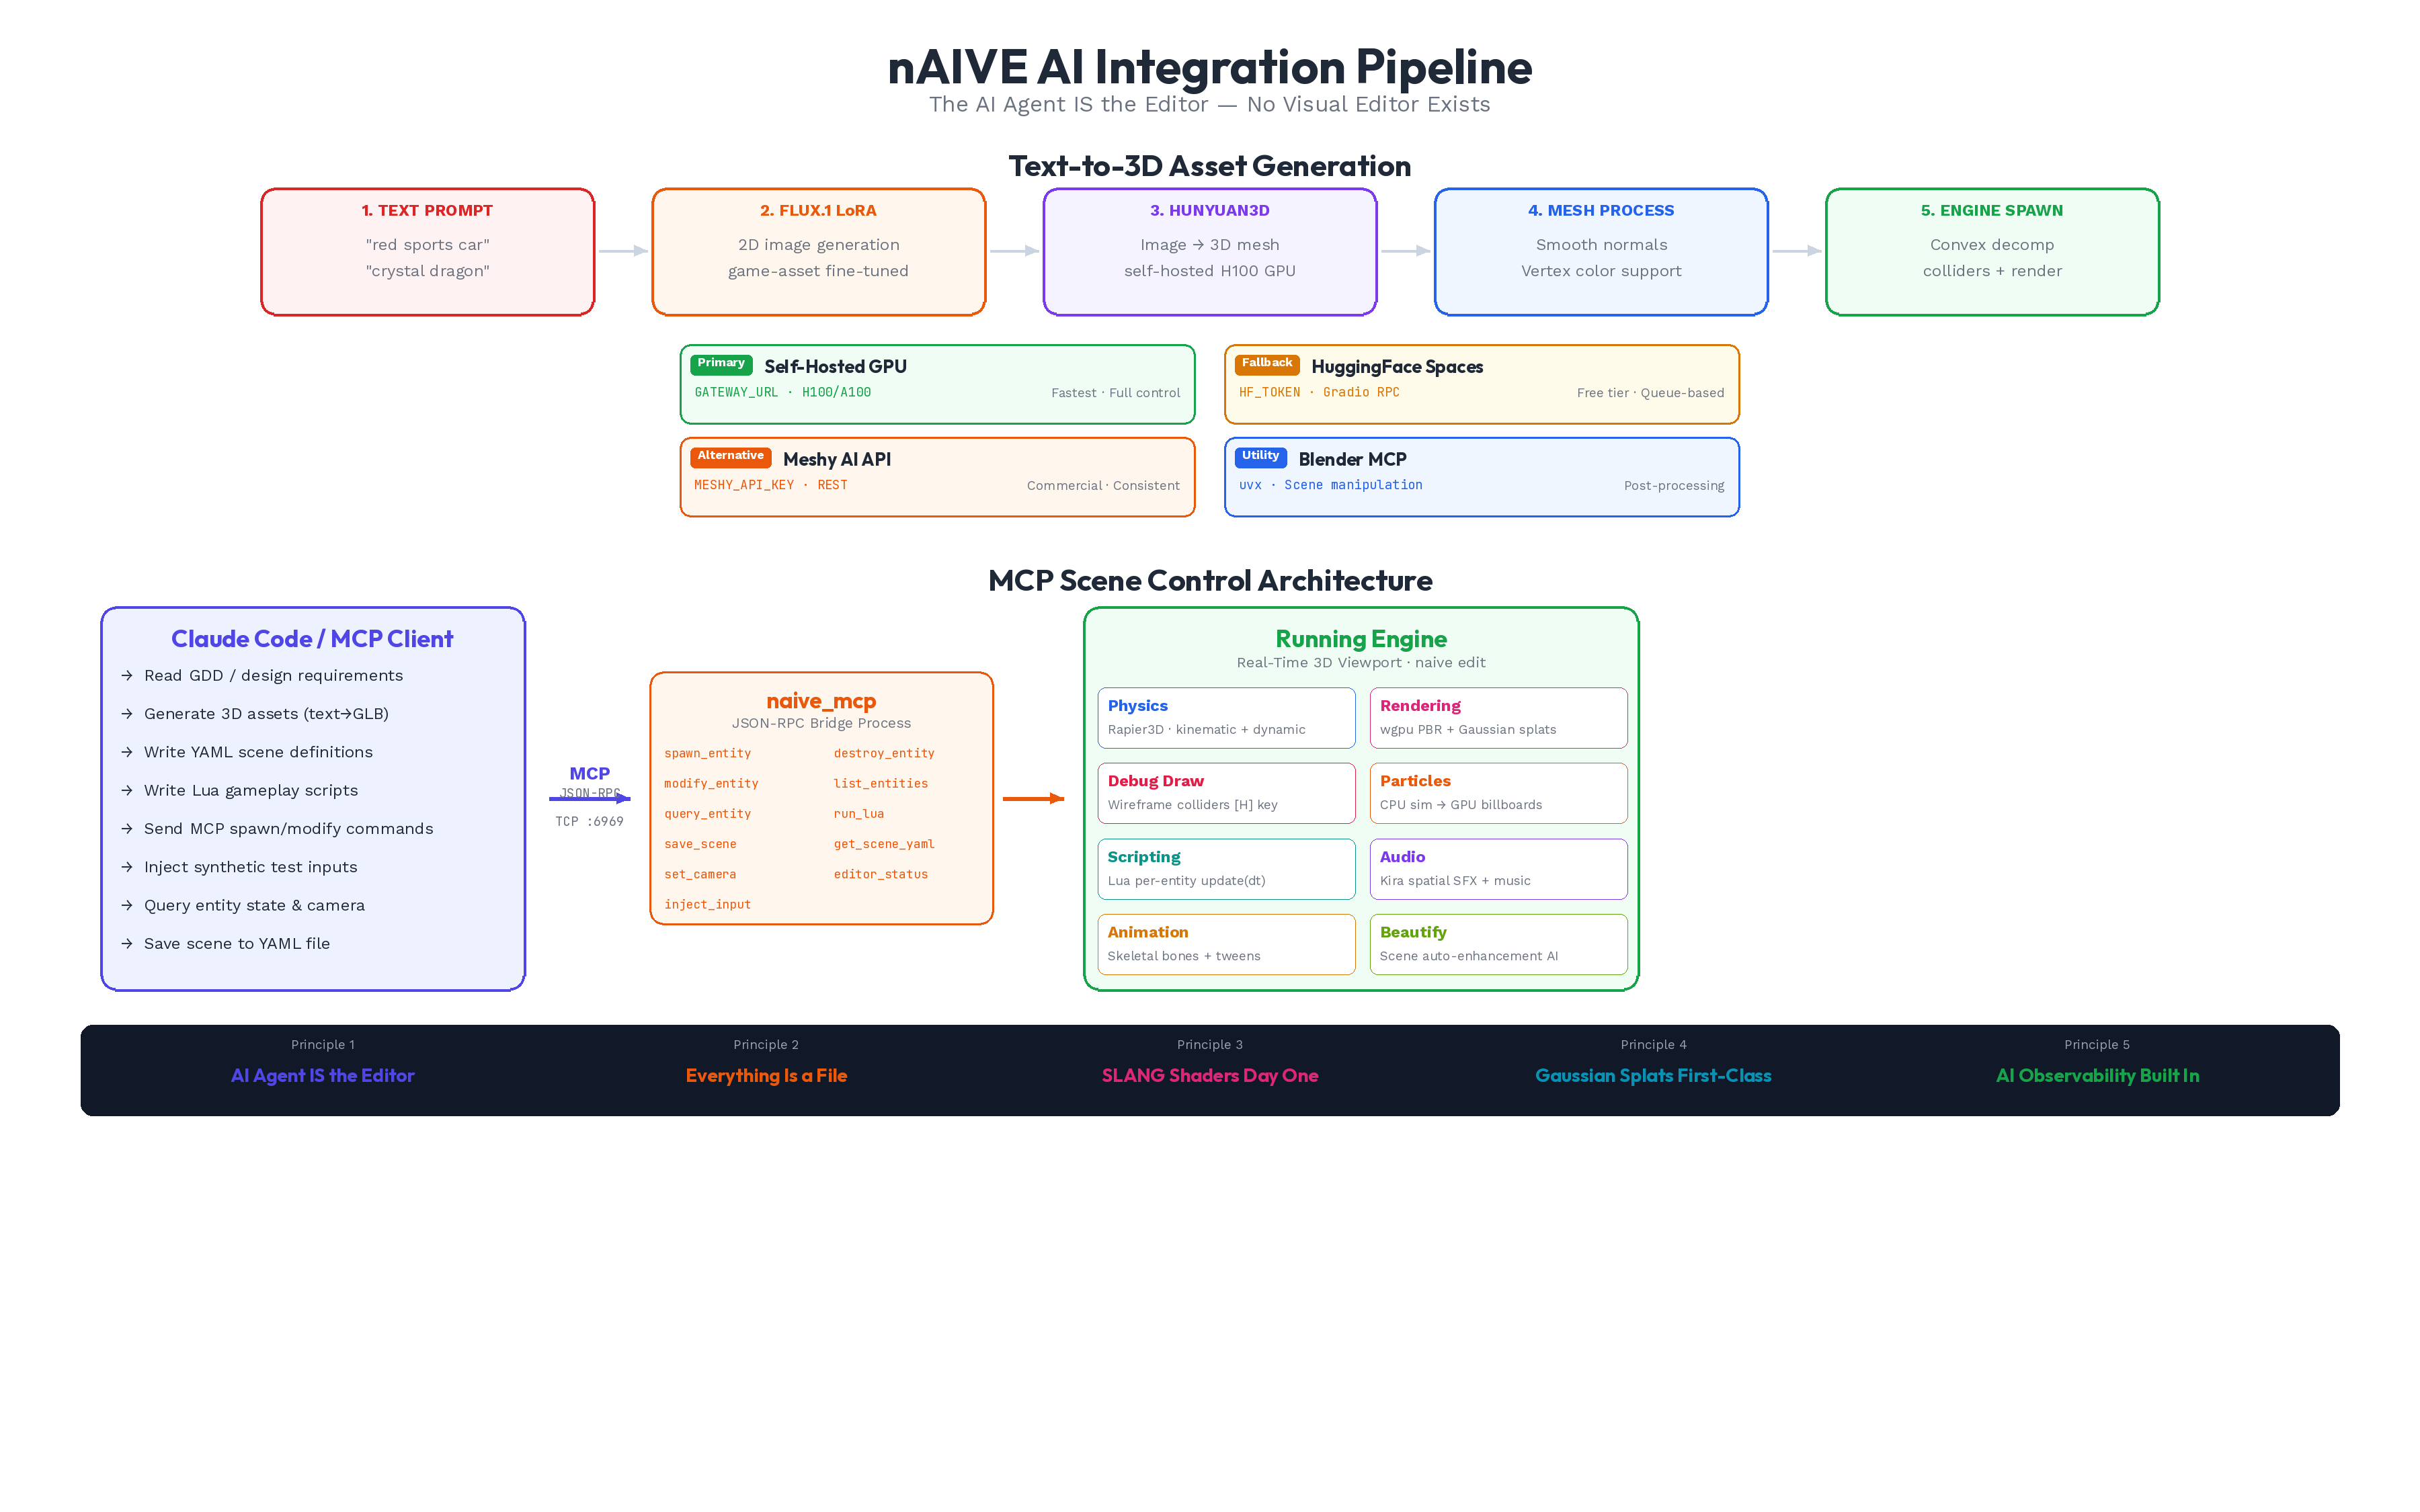 nAIVE AI Integration Pipeline
The AI Agent IS the Editor — No Visual Editor Exists
Text-to-3D Asset Generation
1. TEXT PROMPT
"red sports car"
"crystal dragon"
2. FLUX.1 LoRA
2D image generation
game-asset fine-tuned
3. HUNYUAN3D
Image → 3D mesh
self-hosted H100 GPU
4. MESH PROCESS
Smooth normals
Vertex color support
5. ENGINE SPAWN
Convex decomp
colliders + render
Primary Self-Hosted GPU
GATEWAY_URL · H100/A100 Fastest · Full control
Fallback HuggingFace Spaces
HF_TOKEN · Gradio RPC Free tier · Queue-based
Alternative Meshy AI API
MESHY_API_KEY · REST Commercial · Consistent
Utility Blender MCP
uvx · Scene manipulation Post-processing
MCP Scene Control Architecture
Claude Code / MCP Client
→ Read GDD / design requirements
→ Generate 3D assets (text→GLB)
→ Write YAML scene definitions
→ Write Lua gameplay scripts
→ Send MCP spawn/modify commands
→ Inject synthetic test inputs
→ Query entity state & camera
→ Save scene to YAML file
MCP
JSON-RPC
TCP :6969
naive_mcp
JSON-RPC Bridge Process
spawn_entity destroy_entity
modify_entity list_entities
query_entity run_lua
save_scene get_scene_yaml
set_camera editor_status
inject_input
Running Engine
Real-Time 3D Viewport · naive edit
Physics
Rapier3D · kinematic + dynamic
Rendering
wgpu PBR + Gaussian splats
Debug Draw
Wireframe colliders [H] key
Particles
CPU sim → GPU billboards
Scripting
Lua per-entity update(dt)
Audio
Kira spatial SFX + music
Animation
Skeletal bones + tweens
Beautify
Scene auto-enhancement AI
Principle 1
AI Agent IS the Editor
Principle 2
Everything Is a File
Principle 3
SLANG Shaders Day One
Principle 4
Gaussian Splats First-Class
Principle 5
AI Observability Built In